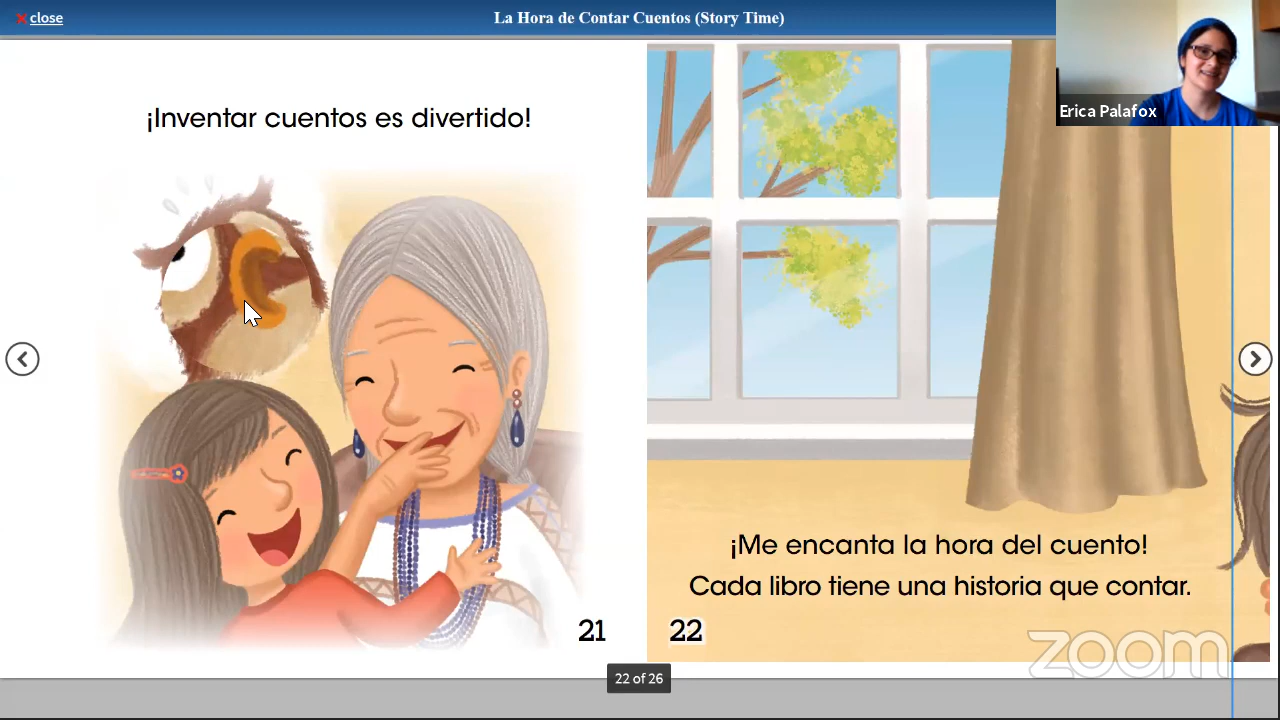 close
La Hora de Contar Cuentos (Story Time)
Erica Palafox
¡Inventar cuentos es divertido!
21
¡Me encanta la hora del cuento!
Cada libro tiene una historia que contar.
22
zoom
22 of 26